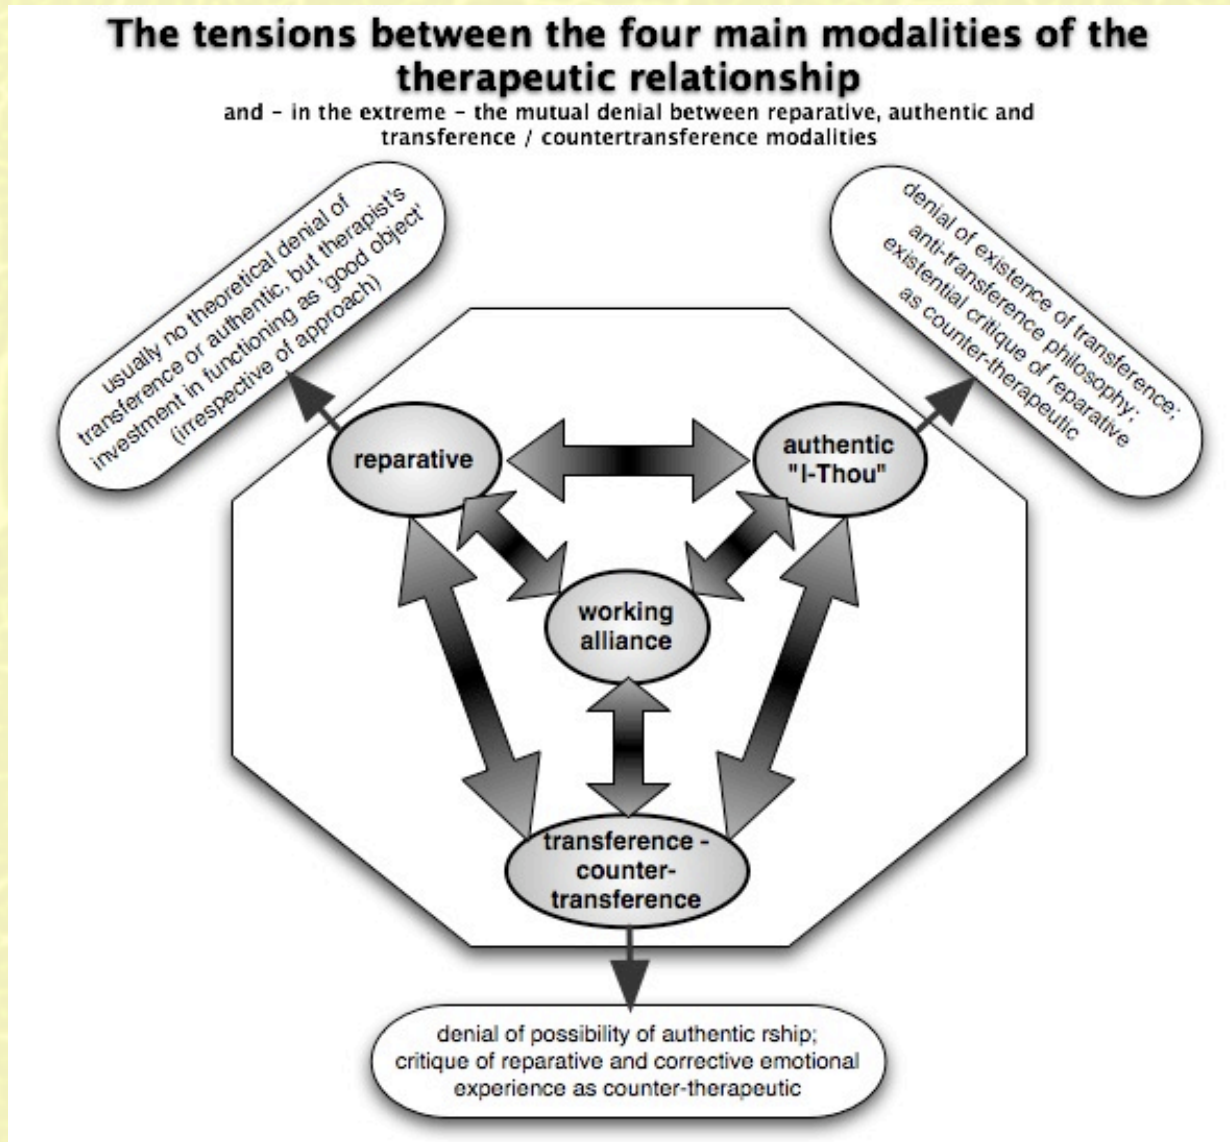 The tensions between the four main modalities of the
therapeutic relationship
and – in the extreme – the mutual denial between reparative, authentic and
transference / countertransference modalities
usually no theoretical denial of
transference or authentic, but therapist's
investment in functioning as 'good object'
(irrespective of approach)
denial of existence of transference;
anti-transference philosophy;
existential critique of reparative
as counter-therapeutic
reparative
authentic
"I-Thou"
working
alliance
transference -
counter-
transference
denial of possibility of authentic rship;
critique of reparative and corrective emotional
experience as counter-therapeutic